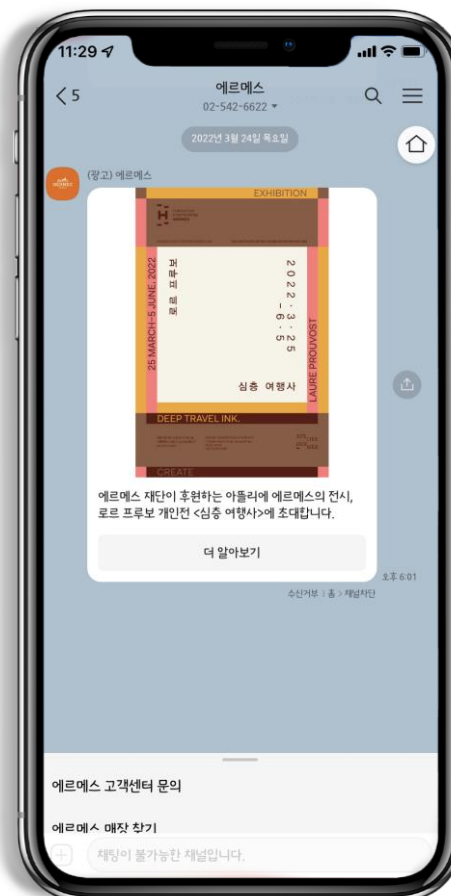 11:29
5
에르메스
02-542-6622
2022년 3월 24일 목요일
(광고) 에르메스
HERMES
EXHIBITION
H
25 MARCH–5 JUNE, 2022
로르 프루보
2022·3·25
–6·5
심층 여행사
LAURE PROUVOST
DEEP TRAVEL INK.
CREATE
에르메스 재단이 후원하는 아뜰리에 에르메스의 전시,
로르 프루보 개인전 <심층 여행사>에 초대합니다.
더 알아보기
오후 6:01
수신거부 | 홈 > 채널차단
에르메스 고객센터 문의
에르메스 매장 찾기
채팅이 불가능한 채널입니다.